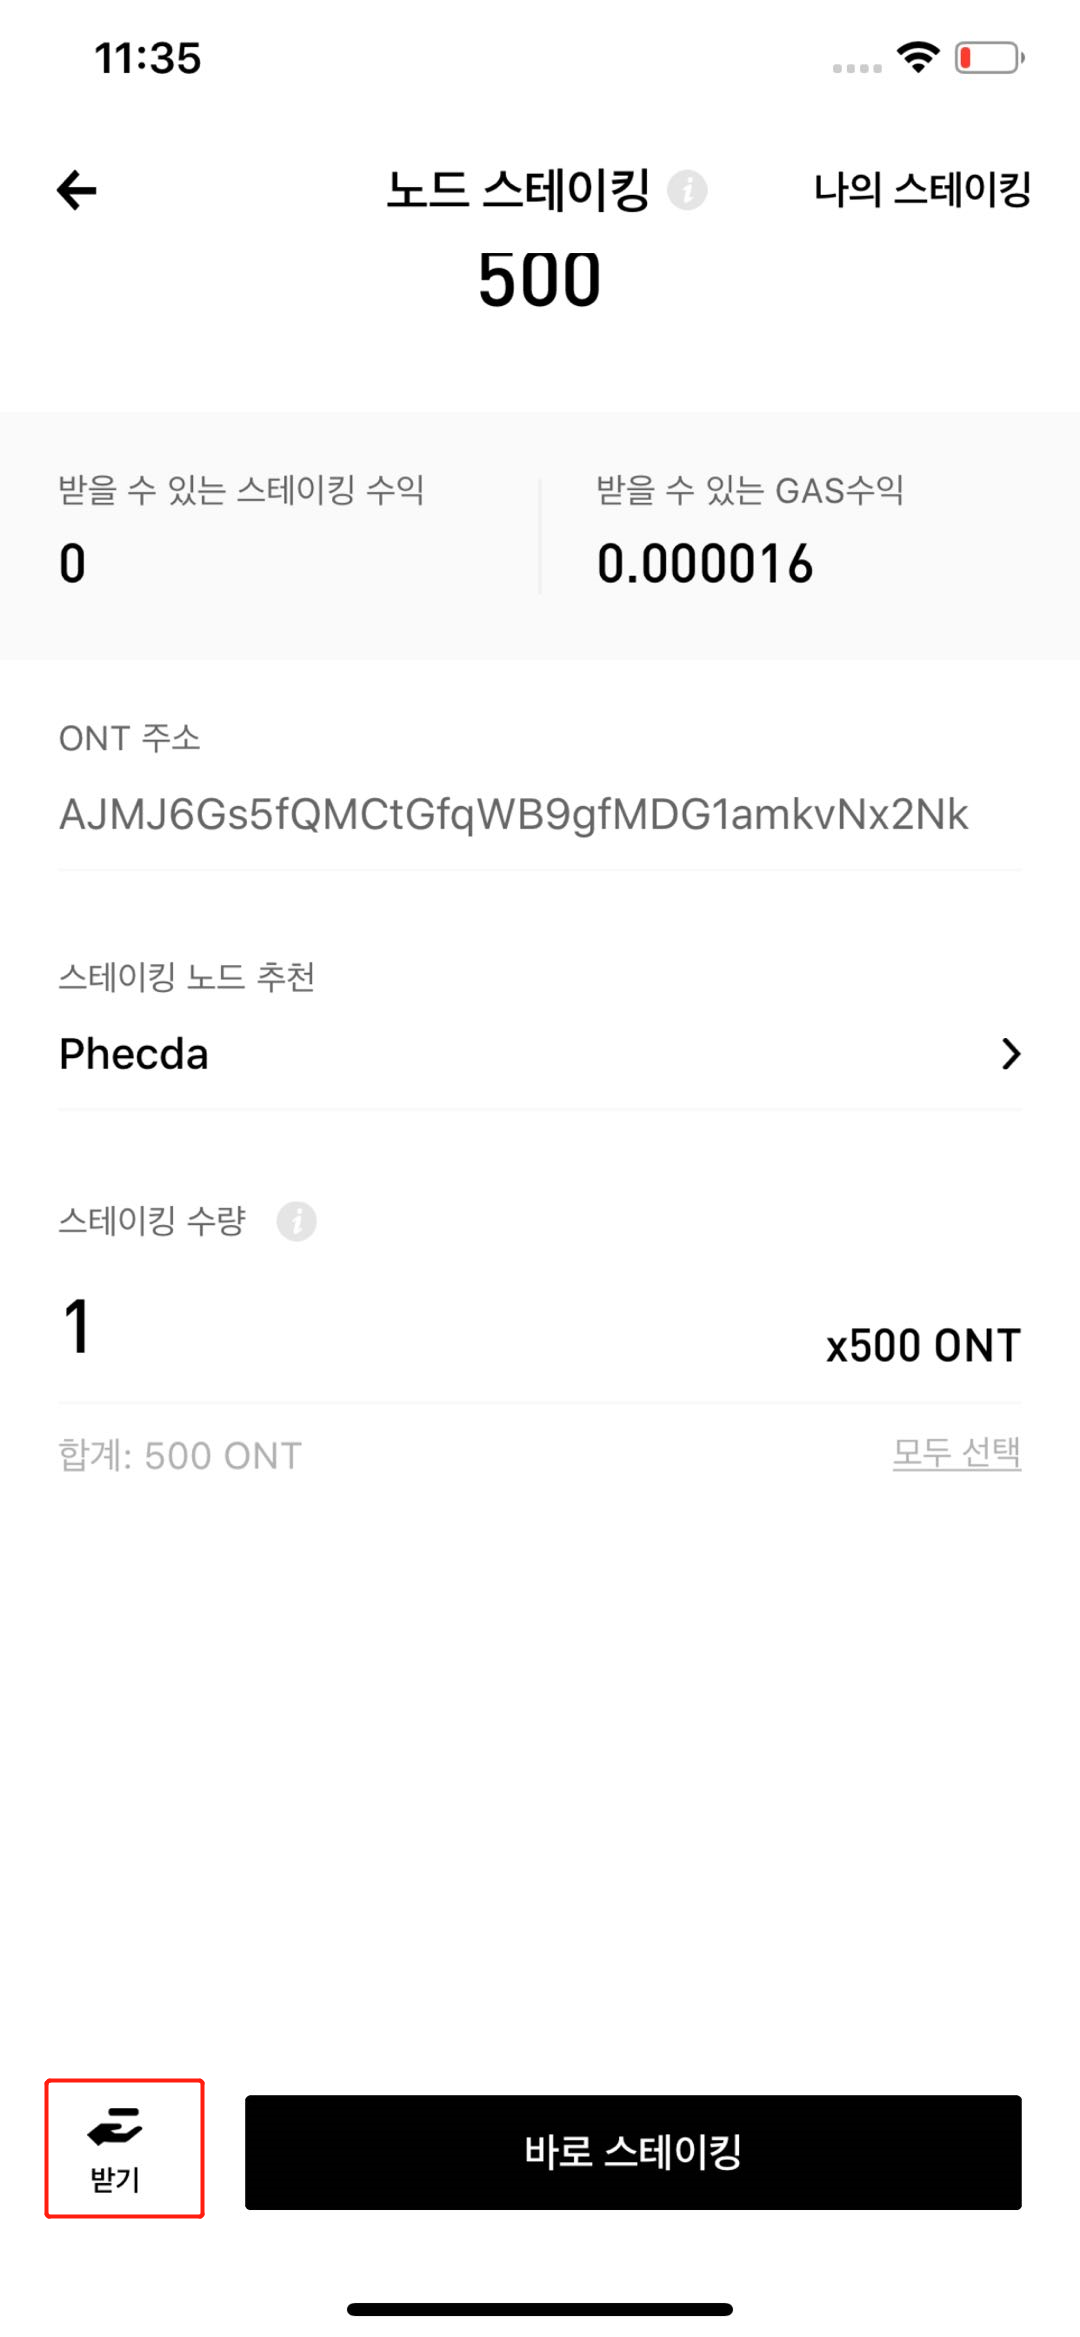 11:35
노드 스테이킹
나의 스테이킹
500
받을 수 있는 스테이킹 수익
받을 수 있는 GAS수익
0
0.000016
ONT 주소
AJMJ6Gs5fQMCtGfqWB9gfMDG1amkvNx2Nk
스테이킹 노드 추천
Phecda
스테이킹 수량
1
x500 ONT
합계: 500 ONT
모두 선택
받기
바로 스테이킹